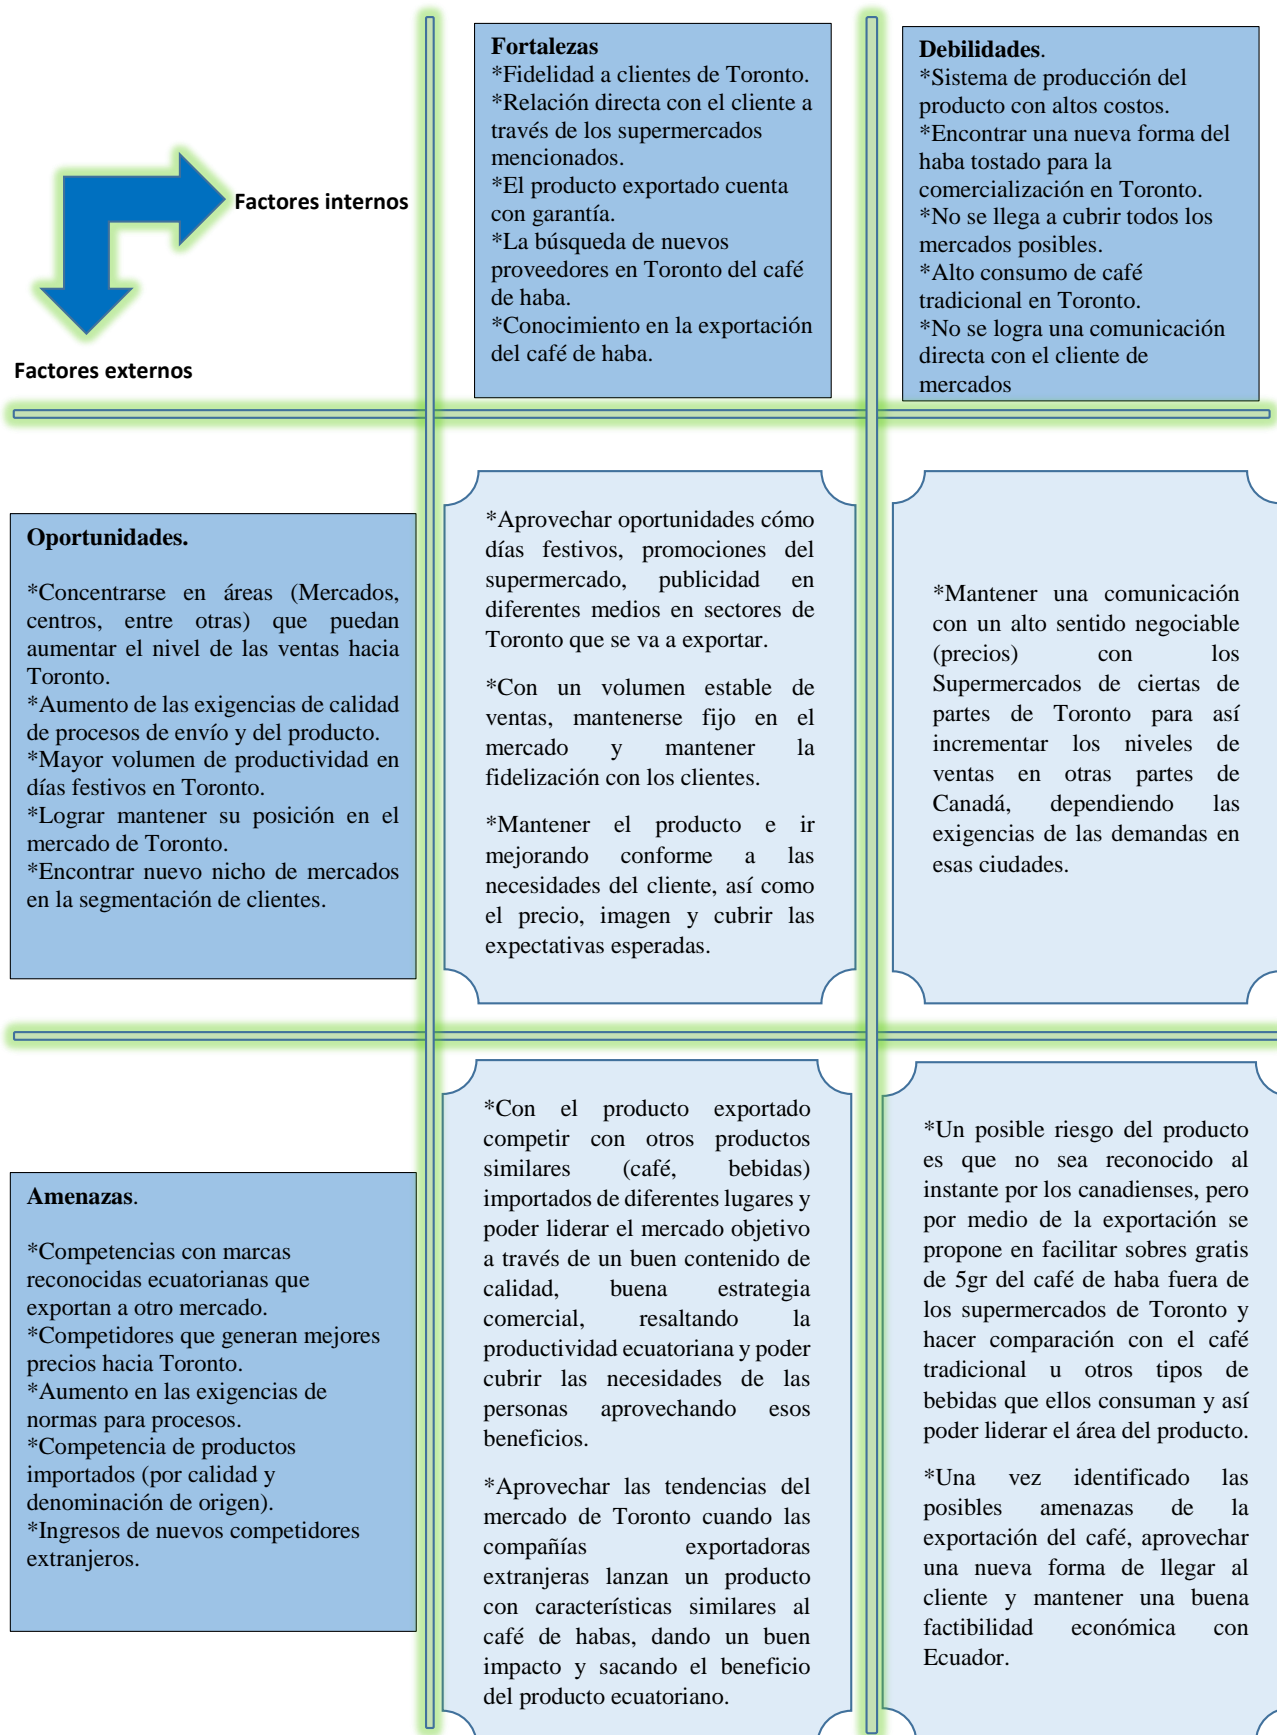 Fortalezas
*Fidelidad a clientes de Toronto.
*Relación directa con el cliente a
través de los supermercados
mencionados.
*El producto exportado cuenta
con garantía.
*La búsqueda de nuevos
proveedores en Toronto del café
de haba.
*Conocimiento en la exportación
del café de haba.
Debilidades.
*Sistema de producción del
producto con altos costos.
*Encontrar una nueva forma del
haba tostado para la
comercialización en Toronto.
*No se llega a cubrir todos los
mercados posibles.
*Alto consumo de café
tradicional en Toronto.
*No se logra una comunicación
directa con el cliente de
mercados
Factores internos
Factores externos
Oportunidades.
*Concentrarse en áreas (Mercados,
centros, entre otras) que puedan
aumentar el nivel de las ventas hacia
Toronto.
*Aumento de las exigencias de calidad
de procesos de envío y del producto.
*Mayor volumen de productividad en
días festivos en Toronto.
*Lograr mantener su posición en el
mercado de Toronto.
*Encontrar nuevo nicho de mercados
en la segmentación de clientes.
*Aprovechar oportunidades cómo
días festivos, promociones del
supermercado, publicidad en
diferentes medios en sectores de
Toronto que se va a exportar.
*Con un volumen estable de
ventas, mantenerse fijo en el
mercado y mantener la
fidelización con los clientes.
*Mantener el producto e ir
mejorando conforme a las
necesidades del cliente, así como
el precio, imagen y cubrir las
expectativas esperadas.
*Mantener una comunicación
con un alto sentido negociable
(precios) con los
Supermercados de ciertas de
partes de Toronto para así
incrementar los niveles de
ventas en otras partes de
Canadá, dependiendo las
exigencias de las demandas en
esas ciudades.
Amenazas.
*Competencias con marcas
reconocidas ecuatorianas que
exportan a otro mercado.
*Competidores que generan mejores
precios hacia Toronto.
*Aumento en las exigencias de
normas para procesos.
*Competencia de productos
importados (por calidad y
denominación de origen).
*Ingresos de nuevos competidores
extranjeros.
*Con el producto exportado
competir con otros productos
similares (café, bebidas)
importados de diferentes lugares y
poder liderar el mercado objetivo
a través de un buen contenido de
calidad, buena estrategia
comercial, resaltando la
productividad ecuatoriana y poder
cubrir las necesidades de las
personas aprovechando esos
beneficios.
*Aprovechar las tendencias del
mercado de Toronto cuando las
compañías exportadoras
extranjeras lanzan un producto
con características similares al
café de habas, dando un buen
impacto y sacando el beneficio
del producto ecuatoriano.
*Un posible riesgo del producto
es que no sea reconocido al
instante por los canadienses, pero
por medio de la exportación se
propone en facilitar sobres gratis
de 5gr del café de haba fuera de
los supermercados de Toronto y
hacer comparación con el café
tradicional u otros tipos de
bebidas que ellos consuman y así
poder liderar el área del producto.
*Una vez identificado las
posibles amenazas de la
exportación del café, aprovechar
una nueva forma de llegar al
cliente y mantener una buena
factibilidad económica con
Ecuador.